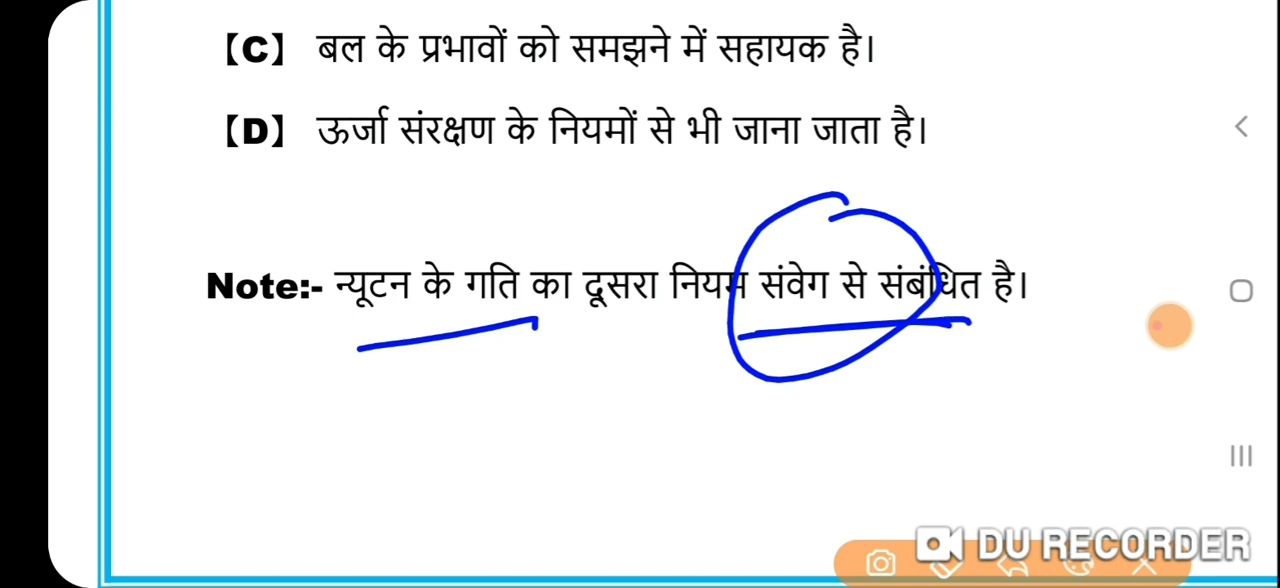 【C】 बल के प्रभावों को समझने में सहायक है।
【D】 ऊर्जा संरक्षण के नियमों से भी जाना जाता है।
Note:- न्यूटन के गति का दूसरा नियम संवेग से संबंधित है।
DU RECORDER